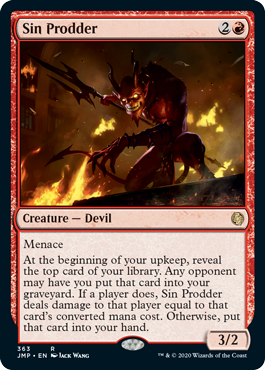 Sin Prodder 2
Creature — Devil
Menace
At the beginning of your upkeep, reveal
the top card of your library. Any opponent
may have you put that card into your
graveyard. If a player does, Sin Prodder
deals damage to that player equal to that
card's converted mana cost. Otherwise, put
that card into your hand.
3/2
363 R
JMP • EN Jack Wang ™ & © 2020 Wizards of the Coast